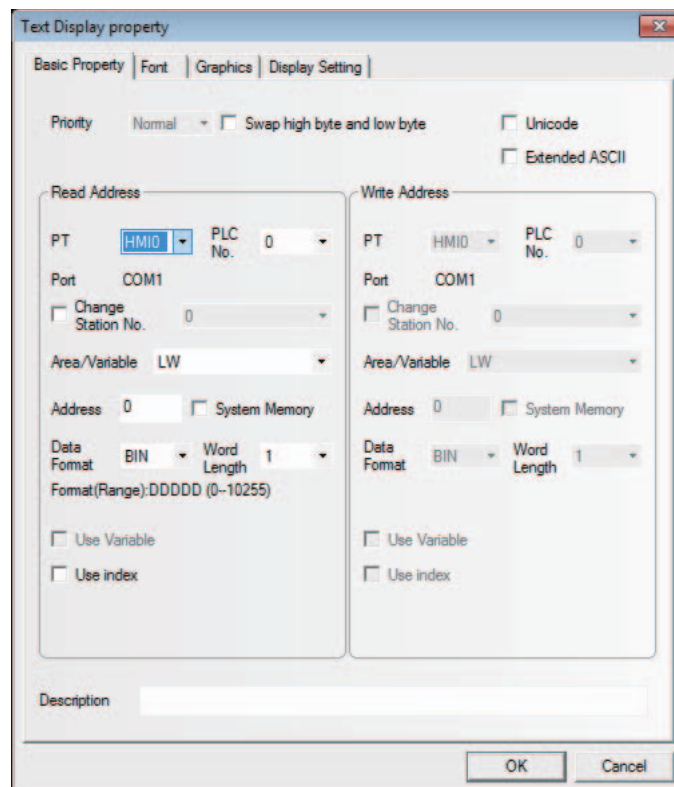 Text Display property
Basic Property Font Graphics Display Setting
Priority Normal Swap high byte and low byte Unicode
Extended ASCII
Read Address
PT HMI0 PLC No. 0
Port COM1
Change Station No. 0
Area/Variable LW
Address 0 System Memory
Data Format BIN Word Length 1
Format(Range):DDDDD (0--10255)
Use Variable
Use index
Write Address
PT HMI0 PLC No. 0
Port COM1
Change Station No. 0
Area/Variable LW
Address 0 System Memory
Data Format BIN Word Length 1
Use Variable
Use index
Description
OK Cancel